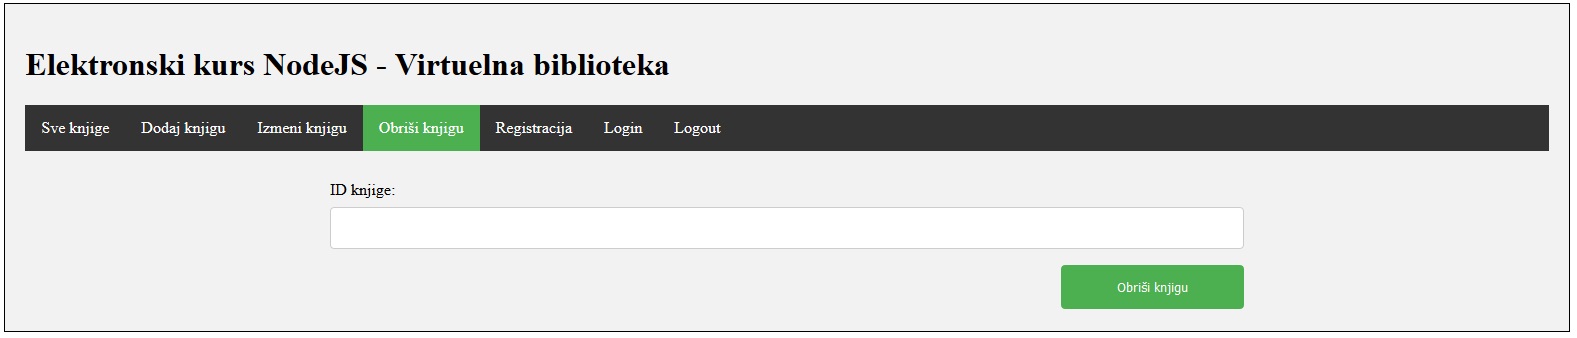 Elektronski kurs NodeJS - Virtuelna biblioteka
Sve knjige Dodaj knjigu Izmeni knjigu Obriši knjigu Registracija Login Logout
ID knjige:
Obriši knjigu